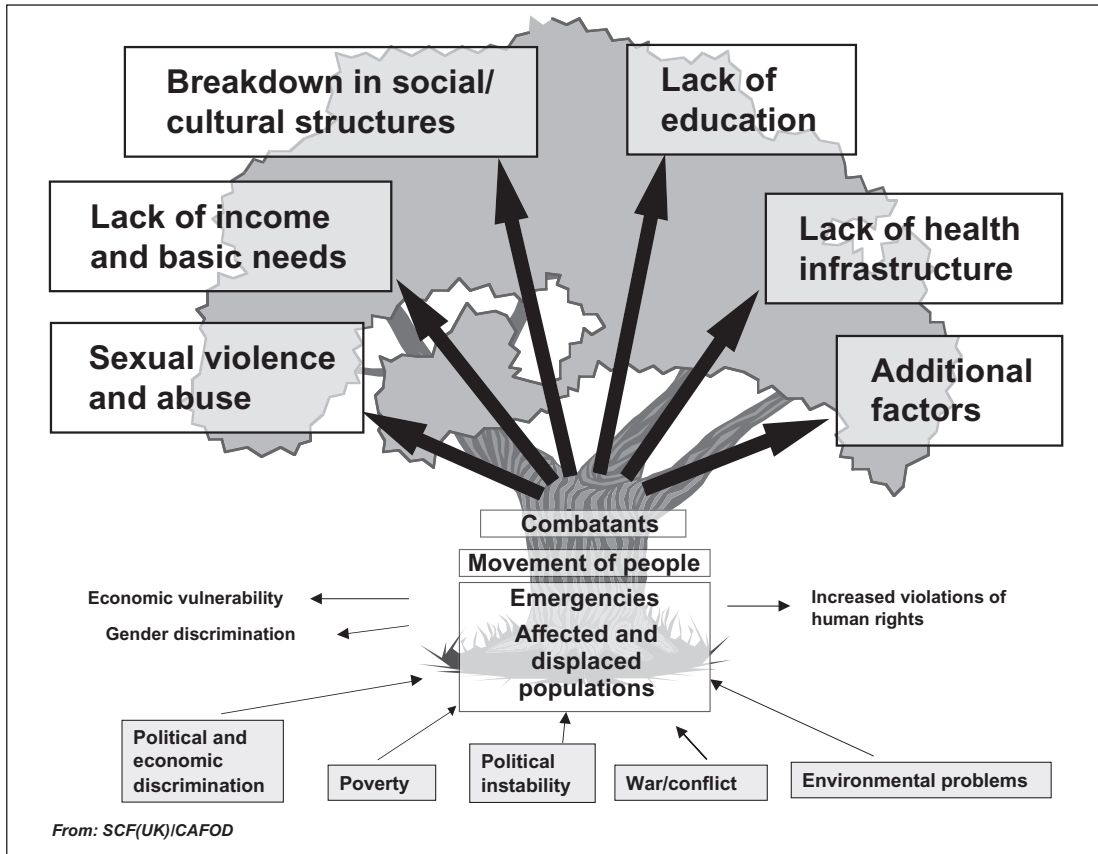 Breakdown in social/
cultural structures
Lack of
education
Lack of income
and basic needs
Lack of health
infrastructure
Sexual violence
and abuse
Additional
factors
Combatants
Movement of people
Economic vulnerability
Gender discrimination
Emergencies
Affected and
displaced
populations
Increased violations of
human rights
Political and
economic
discrimination
Poverty
Political
instability
War/conflict
Environmental problems
From: SCF(UK)/CAFOD